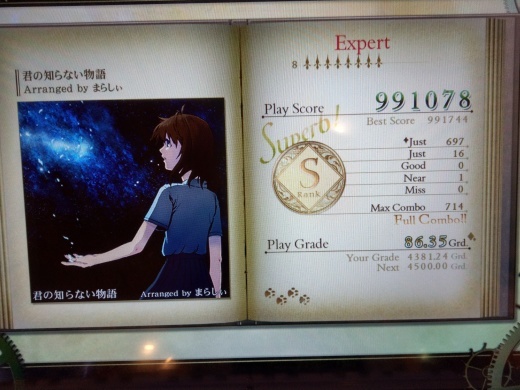 君の知らない物語
Arranged by まらしぃ
君の知らない物語 Arranged by まらしぃ
Expert
8
Play Score 991078
Best Score 991744
Superb!
S
Rank
◆Just 697
Just 16
Good 0
Near 1
Miss 0
Max Combo 714
Full Combo!!
Play Grade 86.35 Grd.
Your Grade 4381.24 Grd
Next 4500.00 Grd